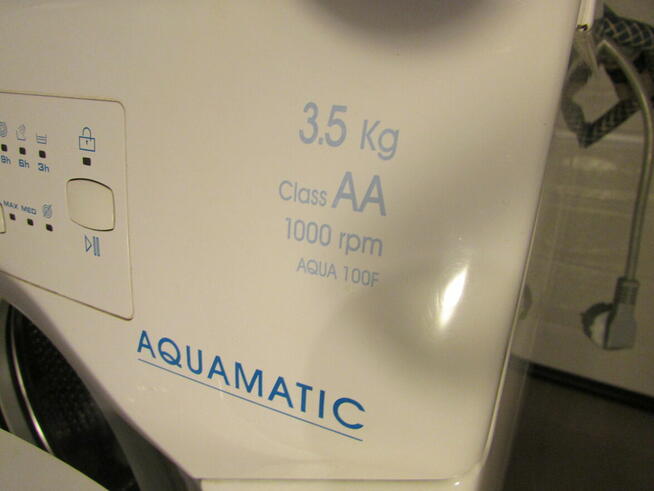 9h 6h 3h
MAX MED
3.5 Kg
Class AA
1000 rpm
AQUA 100F
AQUAMATIC